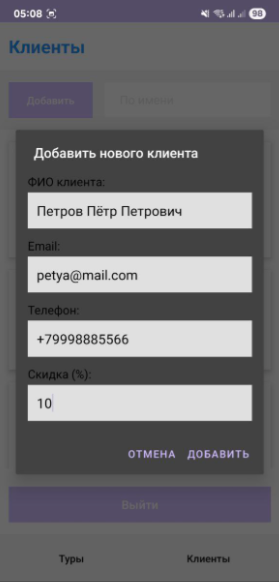 05:08 98
Клиенты
Добавить По имени
Добавить нового клиента
ФИО клиента:
Петров Пётр Петрович
Email:
petya@mail.com
Телефон:
+79998885566
Скидка (%):
10
ОТМЕНА ДОБАВИТЬ
Выйти
Туры Клиенты